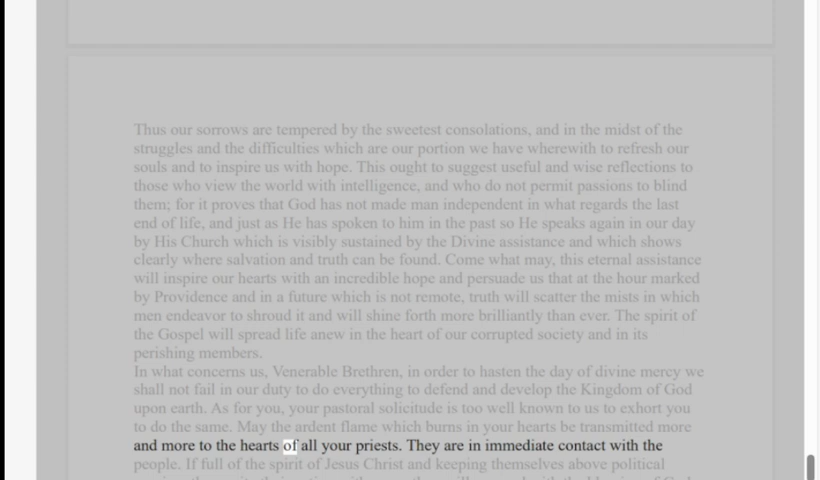 Thus our sorrows are tempered by the sweetest consolations, and in the midst of the
struggles and the difficulties which are our portion we have wherewith to refresh our
souls and to inspire us with hope. This ought to suggest useful and wise reflections to
those who view the world with intelligence, and who do not permit passions to blind
them; for it proves that God has not made man independent in what regards the last
end of life, and just as He has spoken to him in the past so He speaks again in our day
by His Church which is visibly sustained by the Divine assistance and which shows
clearly where salvation and truth can be found. Come what may, this eternal assistance
will inspire our hearts with an incredible hope and persuade us that at the hour marked
by Providence and in a future which is not remote, truth will scatter the mists in which
men endeavor to shroud it and will shine forth more brilliantly than ever. The spirit of
the Gospel will spread life anew in the heart of our corrupted society and in its
perishing members.
In what concerns us, Venerable Brethren, in order to hasten the day of divine mercy we
shall not fail in our duty to do everything to defend and develop the Kingdom of God
upon earth. As for you, your pastoral solicitude is too well known to us to exhort you
to do the same. May the ardent flame which burns in your hearts be transmitted more
and more to the hearts of all your priests. They are in immediate contact with the
people. If full of the spirit of Jesus Christ and keeping themselves above political